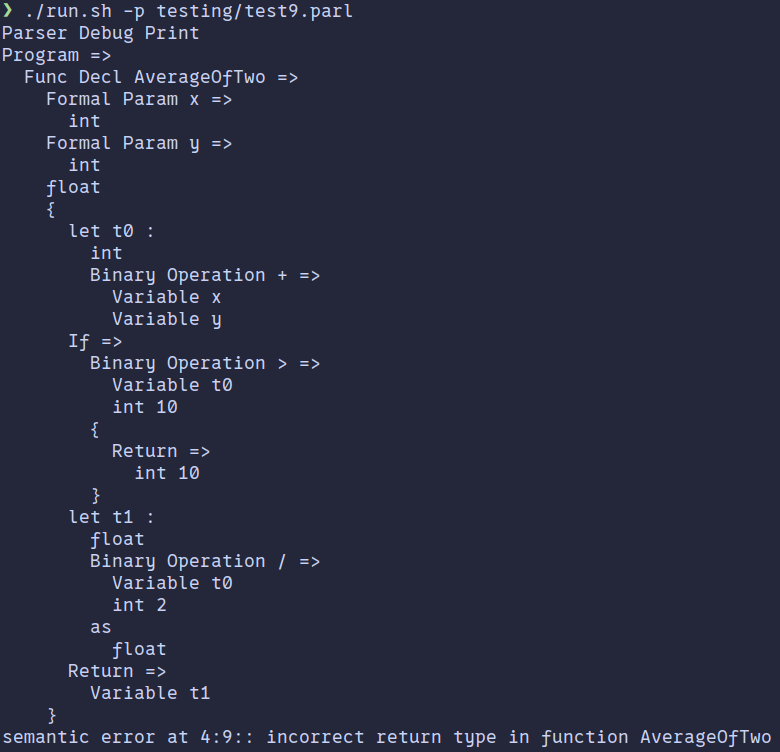 ❯ ./run.sh -p testing/test9.parl
Parser Debug Print
Program =>
  Func Decl AverageOfTwo =>
    Formal Param x =>
      int
    Formal Param y =>
      int
    float
    {
      let t0 :
        int
        Binary Operation + =>
          Variable x
          Variable y
      If =>
        Binary Operation > =>
          Variable t0
          int 10
        {
          Return =>
            int 10
        }
      let t1 :
        float
        Binary Operation / =>
          Variable t0
          int 2
        as
          float
      Return =>
        Variable t1
    }
semantic error at 4:9:: incorrect return type in function AverageOfTwo